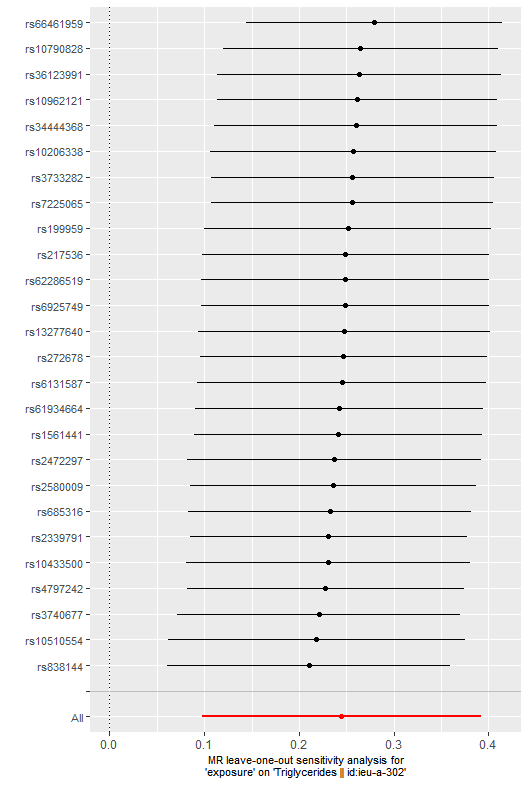 rs66461959
rs10790828
rs36123991
rs10962121
rs34444368
rs10206338
rs3733282
rs7225065
rs199959
rs217536
rs62286519
rs6925749
rs13277640
rs272678
rs6131587
rs61934664
rs1561441
rs2472297
rs2580009
rs685316
rs2339791
rs10433500
rs4797242
rs3740677
rs10510554
rs838144
All
0.0 0.1 0.2 0.3 0.4
MR leave-one-out sensitivity analysis for
'exposure' on 'Triglycerides || id:ieu-a-302'